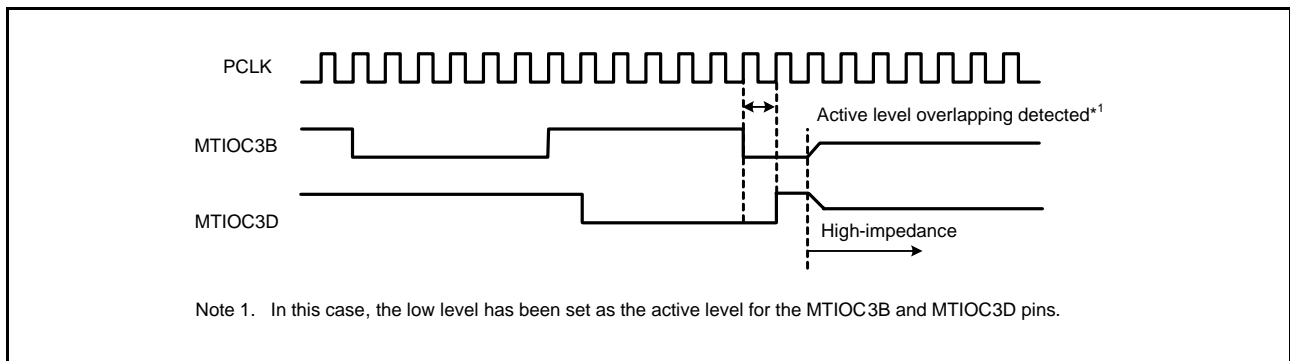 PCLK
Active level overlapping detected*1
MTIOC3B
MTIOC3D
High-impedance
Note 1. In this case, the low level has been set as the active level for the MTIOC3B and MTIOC3D pins.